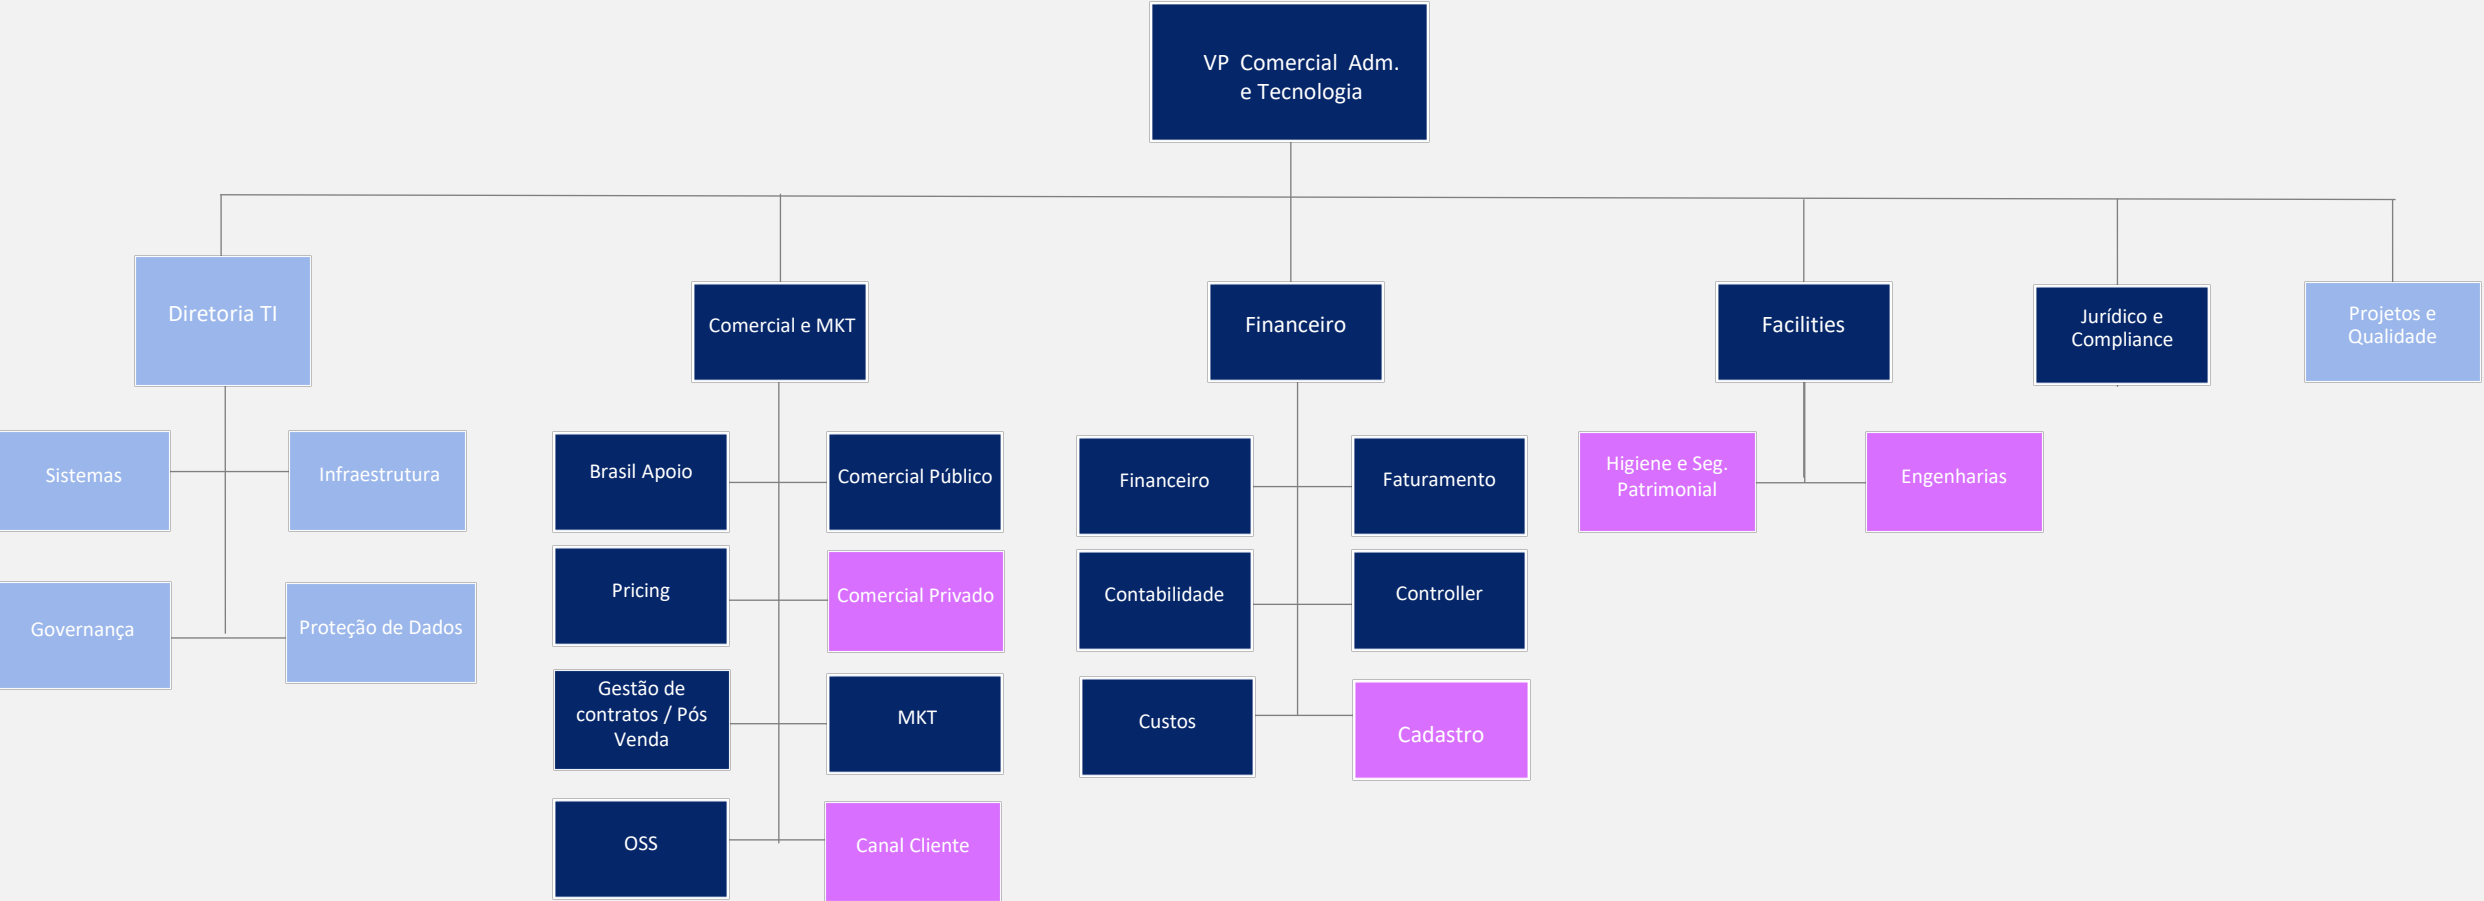 VP Comercial Adm.
e Tecnologia
Diretoria TI
Comercial e MKT
Financeiro
Facilities
Jurídico e
Compliance
Projetos e
Qualidade
Sistemas
Infraestrutura
Governança
Proteção de Dados
Brasil Apoio
Comercial Público
Pricing
Comercial Privado
Gestão de
contratos / Pós
Venda
MKT
OSS
Canal Cliente
Financeiro
Faturamento
Contabilidade
Controller
Custos
Cadastro
Higiene e Seg.
Patrimonial
Engenharias